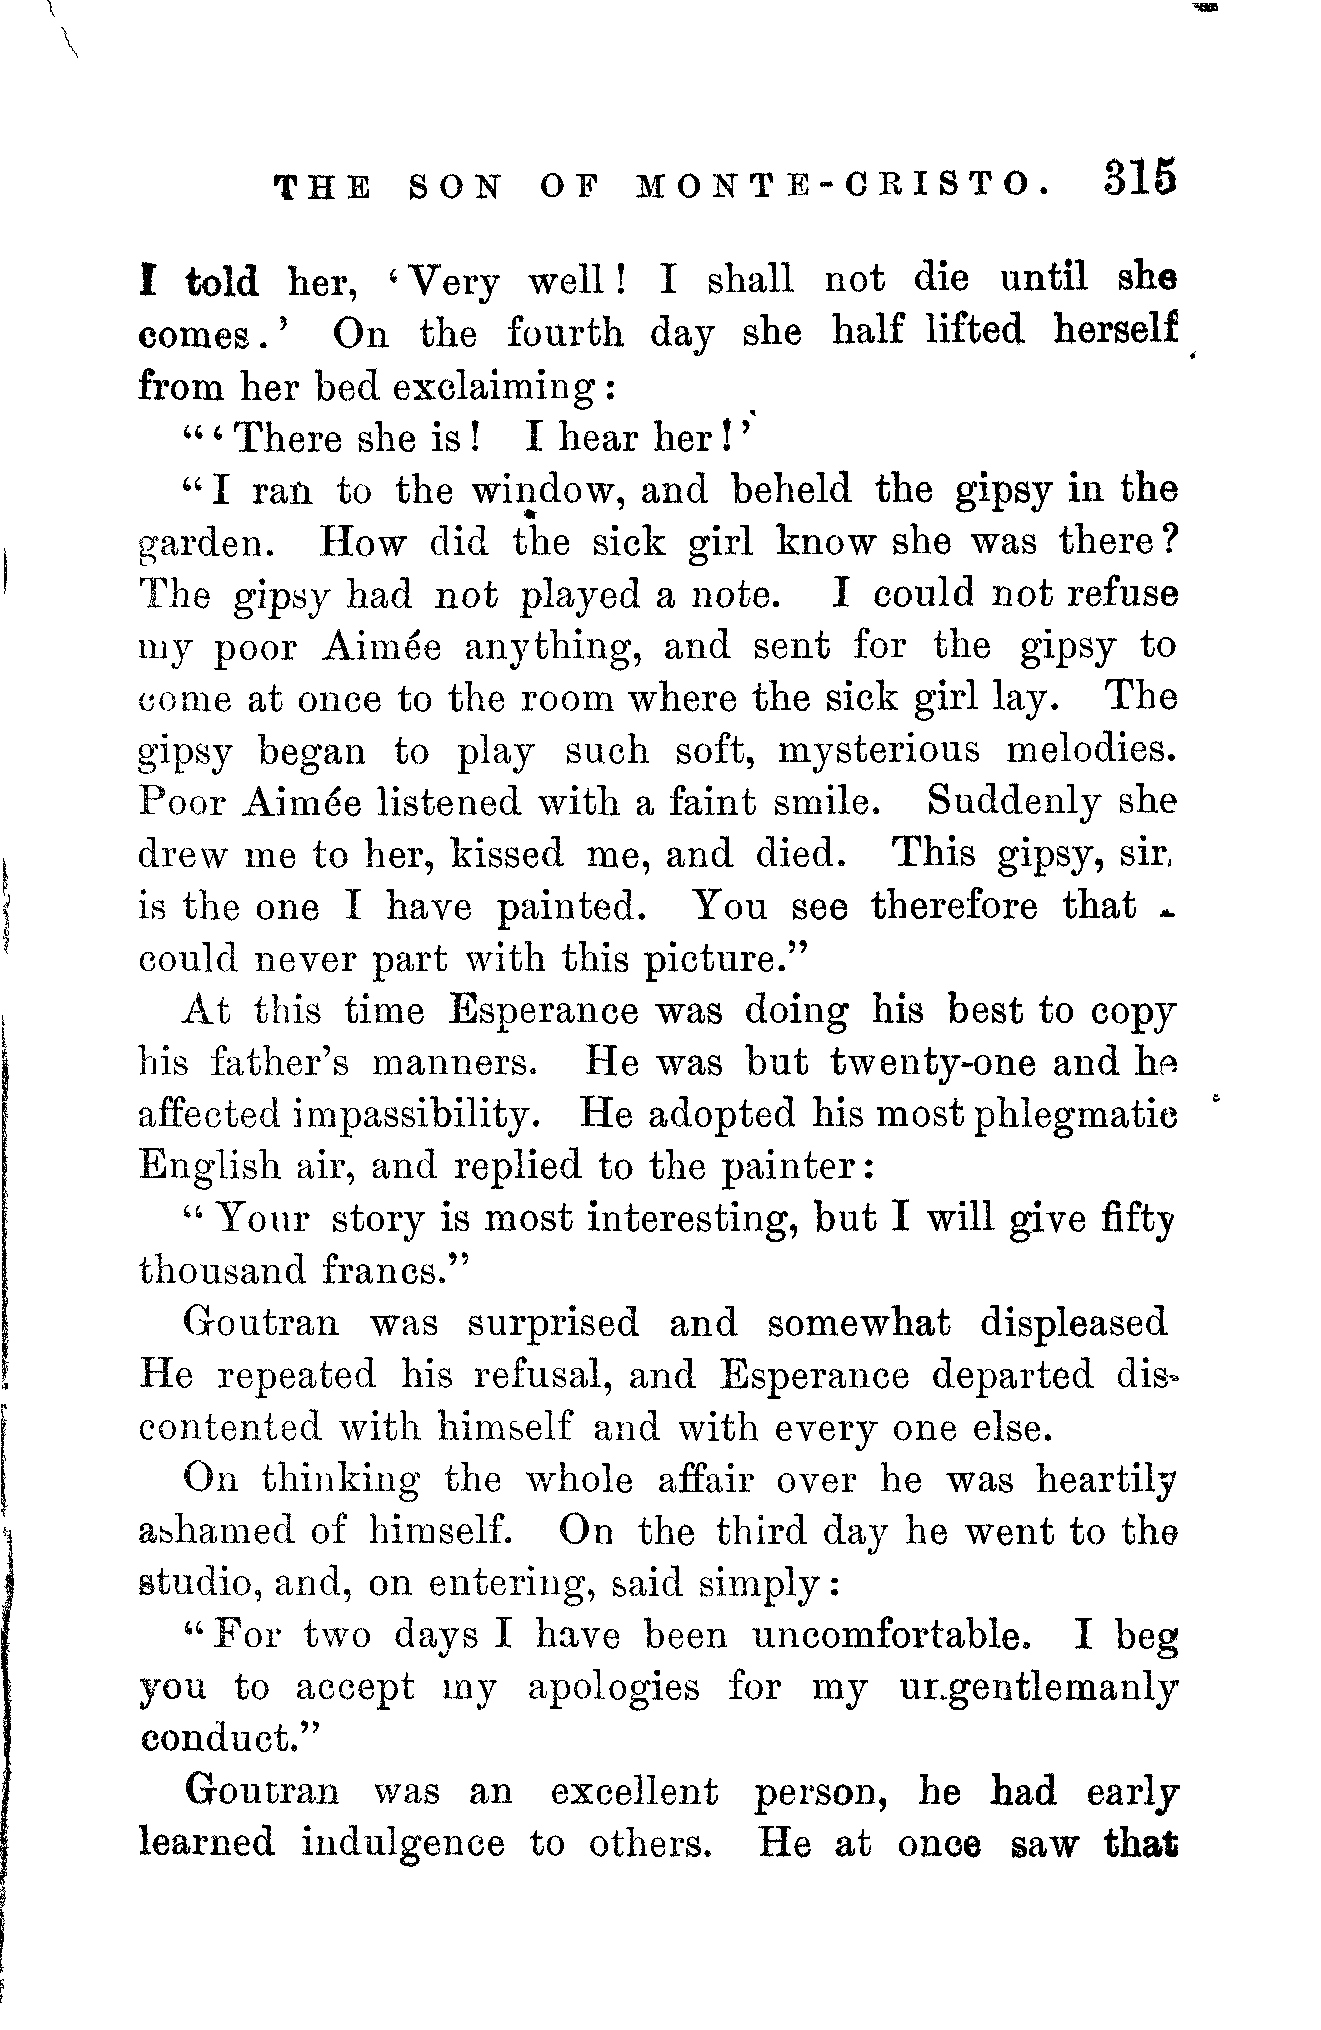 THE SON OF MONTE-CRISTO. 315
I told her, ‘Very well! I shall not die until she
comes.’ On the fourth day she half lifted herself
from her bed exclaiming:
“‘There she is! I hear her!’
“I ran to the window, and beheld the gipsy in the
garden. How did the sick girl know she was there?
The gipsy had not played a note. I could not refuse
my poor Aimée anything, and sent for the gipsy to
come at once to the room where the sick girl lay. The
gipsy began to play such soft, mysterious melodies.
Poor Aimée listened with a faint smile. Suddenly she
drew me to her, kissed me, and died. This gipsy, sir,
is the one I have painted. You see therefore that
could never part with this picture.”
At this time Esperance was doing his best to copy
his father’s manners. He was but twenty-one and he
affected impassibility. He adopted his most phlegmatic
English air, and replied to the painter:
“Your story is most interesting, but I will give fifty
thousand francs.”
Goutran was surprised and somewhat displeased
He repeated his refusal, and Esperance departed dis-
contented with himself and with every one else.
On thinking the whole affair over he was heartily
ashamed of himself. On the third day he went to the
studio, and, on entering, said simply:
“For two days I have been uncomfortable. I beg
you to accept my apologies for my ungentlemanly
conduct.”
Goutran was an excellent person, he had early
learned indulgence to others. He at once saw that